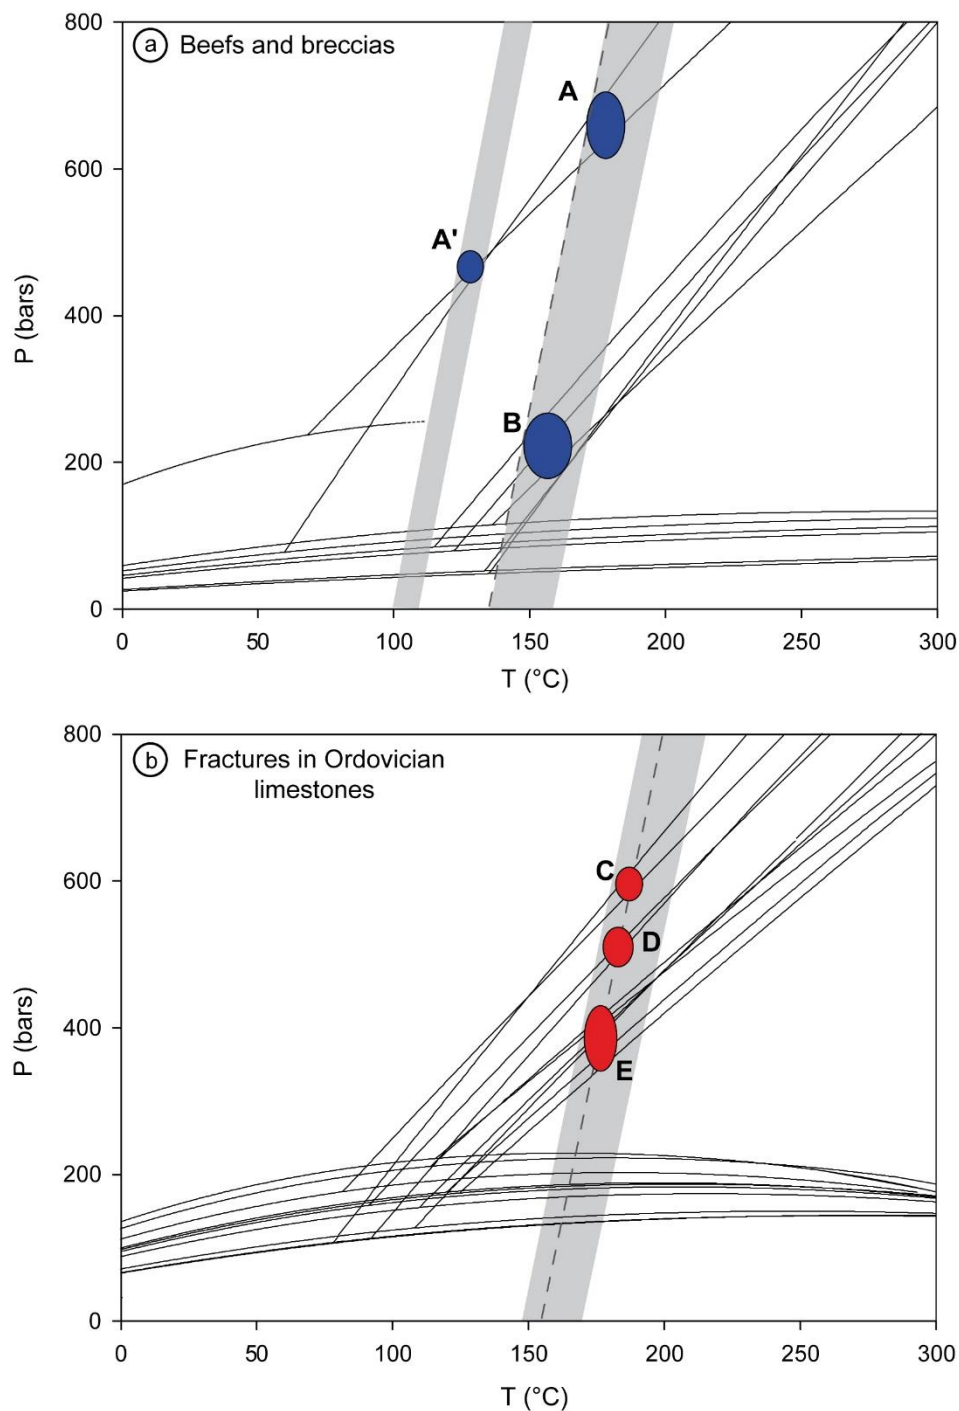 800
a Beefs and breccias
A
600
A'
P (bars)
400
B
200
0
0 50 100 150 200 250 300
T (°C)
800
b Fractures in Ordovician
limestones
600
C
D
P (bars)
400
E
200
0
0 50 100 150 200 250 300
T (°C)